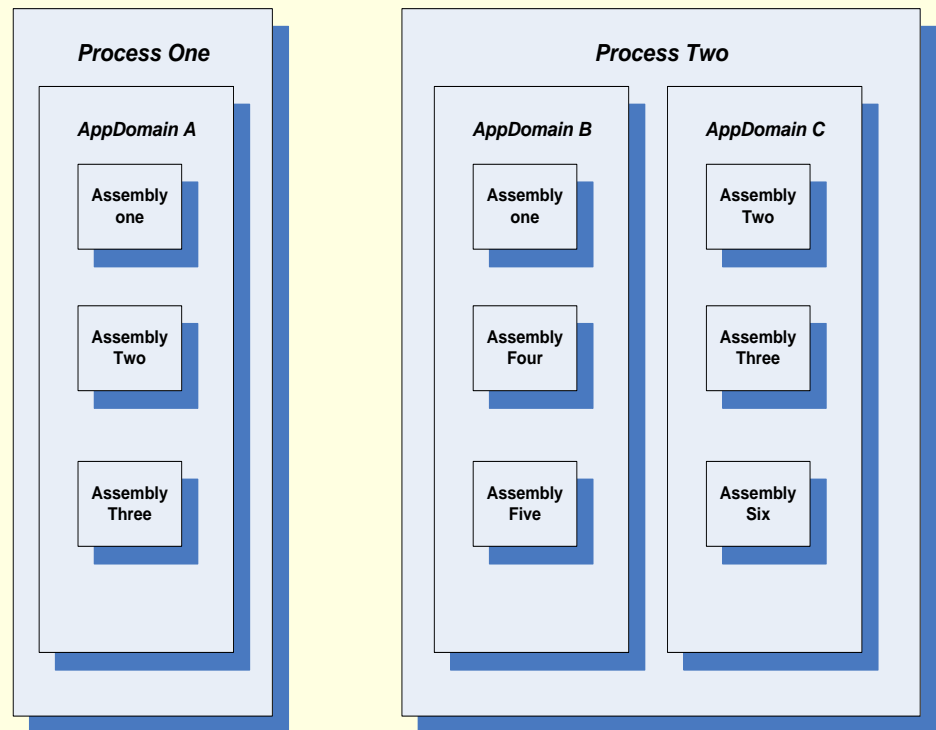 Process One
AppDomain A
Assembly
one
Assembly
Two
Assembly
Three
Process Two
AppDomain B
Assembly
one
Assembly
Four
Assembly
Five
AppDomain C
Assembly
Two
Assembly
Three
Assembly
Six